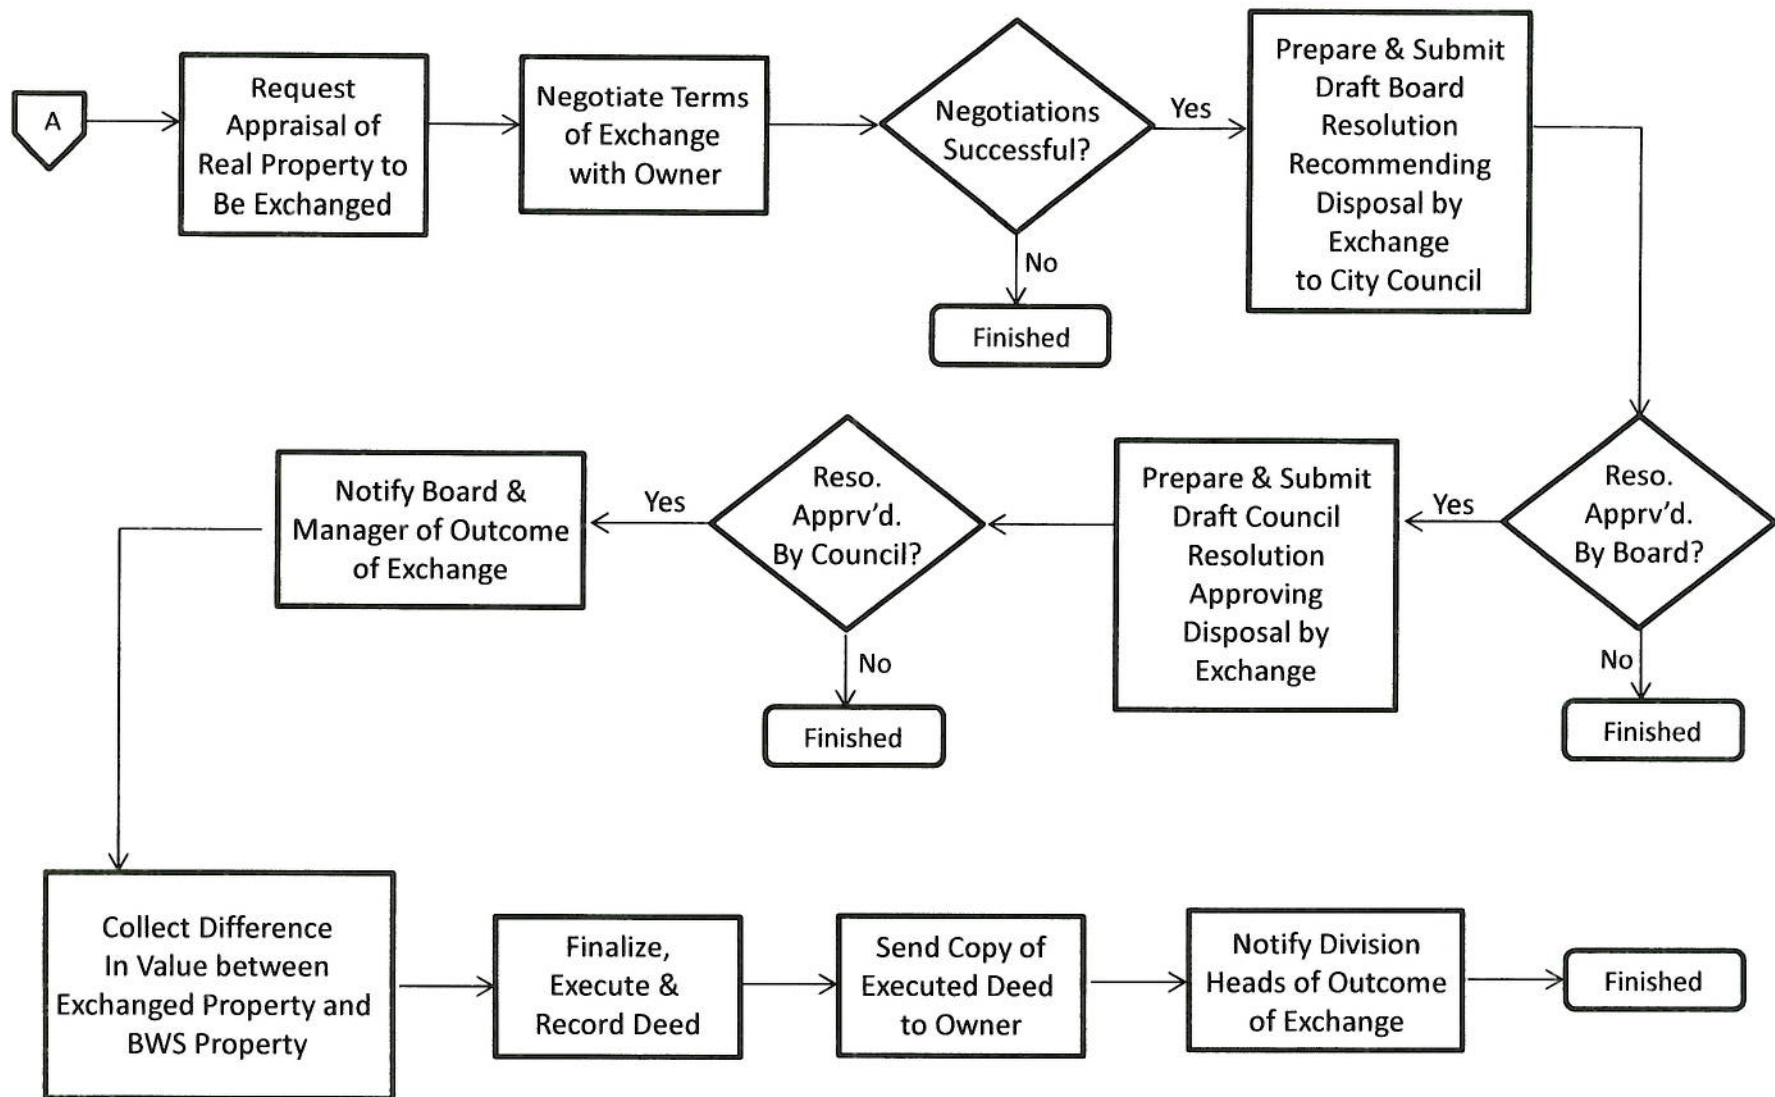 A
Request
Appraisal of
Real Property to
Be Exchanged
Negotiate Terms
of Exchange
with Owner
Negotiations
Successful?
Yes
No
Finished
Prepare & Submit
Draft Board
Resolution
Recommending
Disposal by
Exchange
to City Council
Reso.
Apprv'd.
By Board?
No
Finished
Yes
Prepare & Submit
Draft Council
Resolution
Approving
Disposal by
Exchange
Reso.
Apprv'd.
By Council?
No
Finished
Yes
Notify Board &
Manager of Outcome
of Exchange
Collect Difference
In Value between
Exchanged Property and
BWS Property
Finalize,
Execute &
Record Deed
Send Copy of
Executed Deed
to Owner
Notify Division
Heads of Outcome
of Exchange
Finished